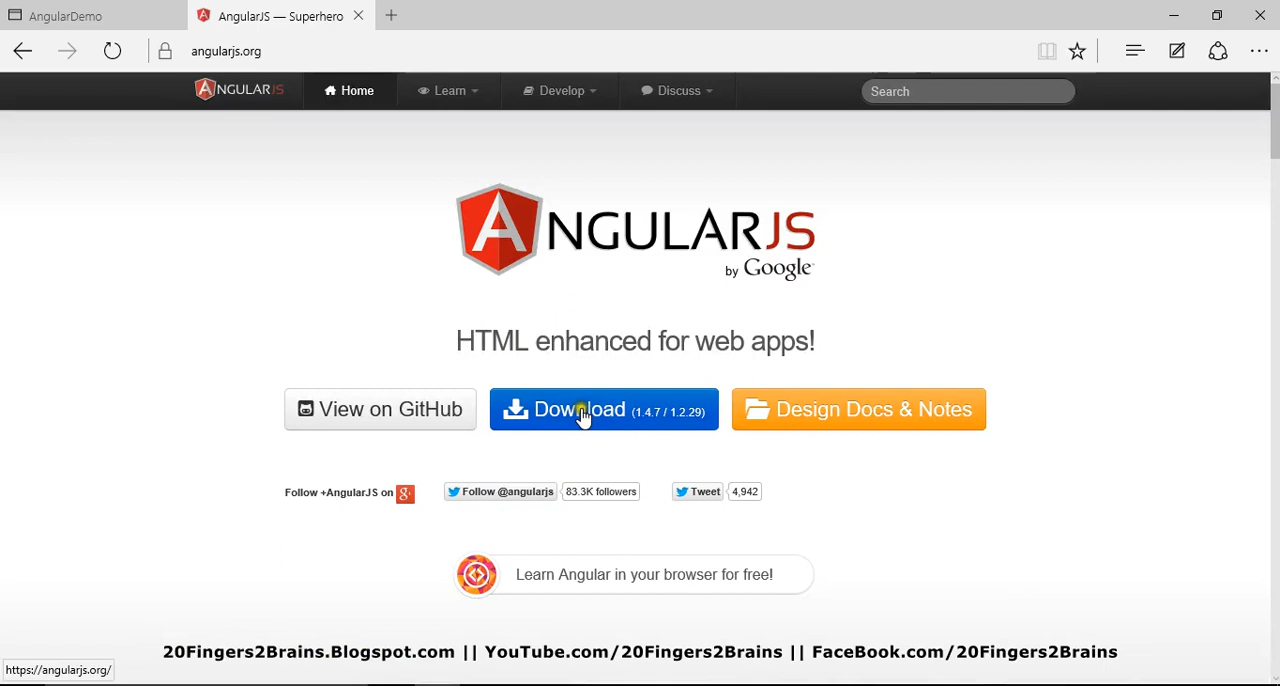 AngularDemo
AngularJS — Superhero
angularjs.org
ANGULARJS
Home
Learn
Develop
Discuss
Search
ANGULARJS
by Google™
HTML enhanced for web apps!
View on GitHub
Download (1.4.7 / 1.2.29)
Design Docs & Notes
Follow +AngularJS on
Follow @angularjs
83.3K followers
Tweet
4,942
Learn Angular in your browser for free!
20Fingers2Brains.Blogspot.com || YouTube.com/20Fingers2Brains || FaceBook.com/20Fingers2Brains
https://angularjs.org/